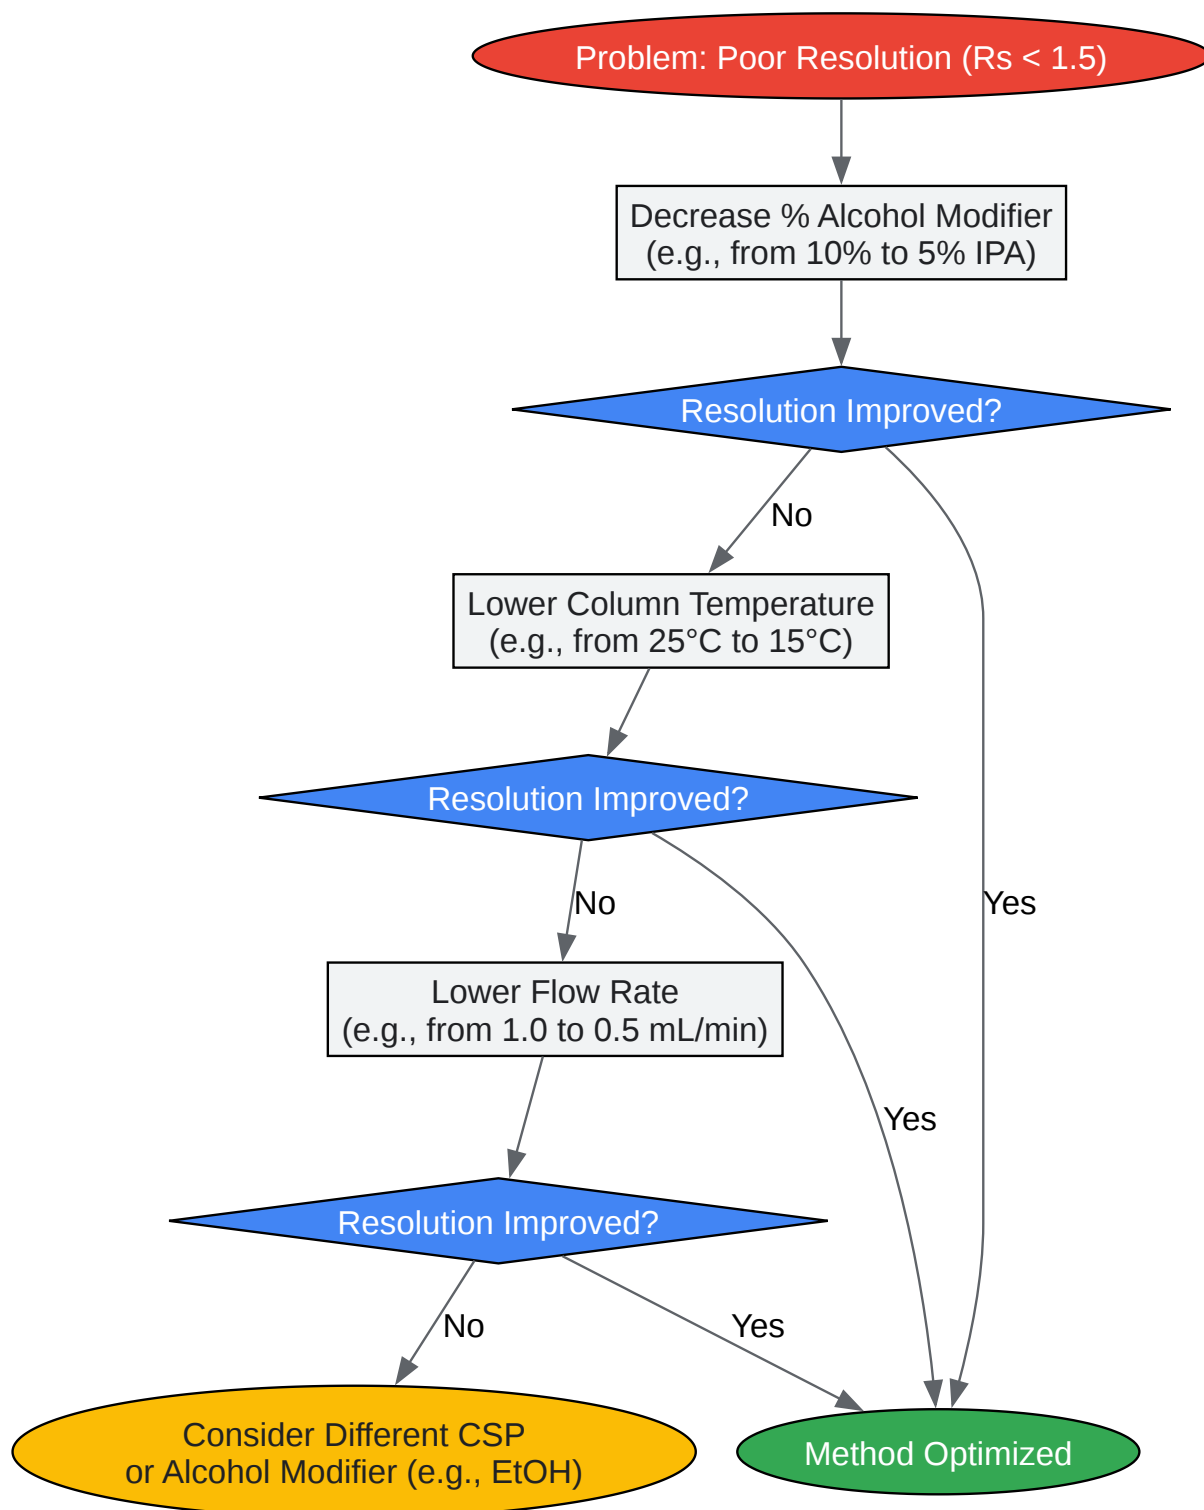 Problem: Poor Resolution (Rs < 1.5)
Decrease % Alcohol Modifier
(e.g., from 10% to 5% IPA)
Resolution Improved?
No
Lower Column Temperature
(e.g., from 25°C to 15°C)
Resolution Improved?
No
Yes
Lower Flow Rate
(e.g., from 1.0 to 0.5 mL/min)
Yes
Resolution Improved?
No
Yes
Consider Different CSP
or Alcohol Modifier (e.g., EtOH)
Method Optimized